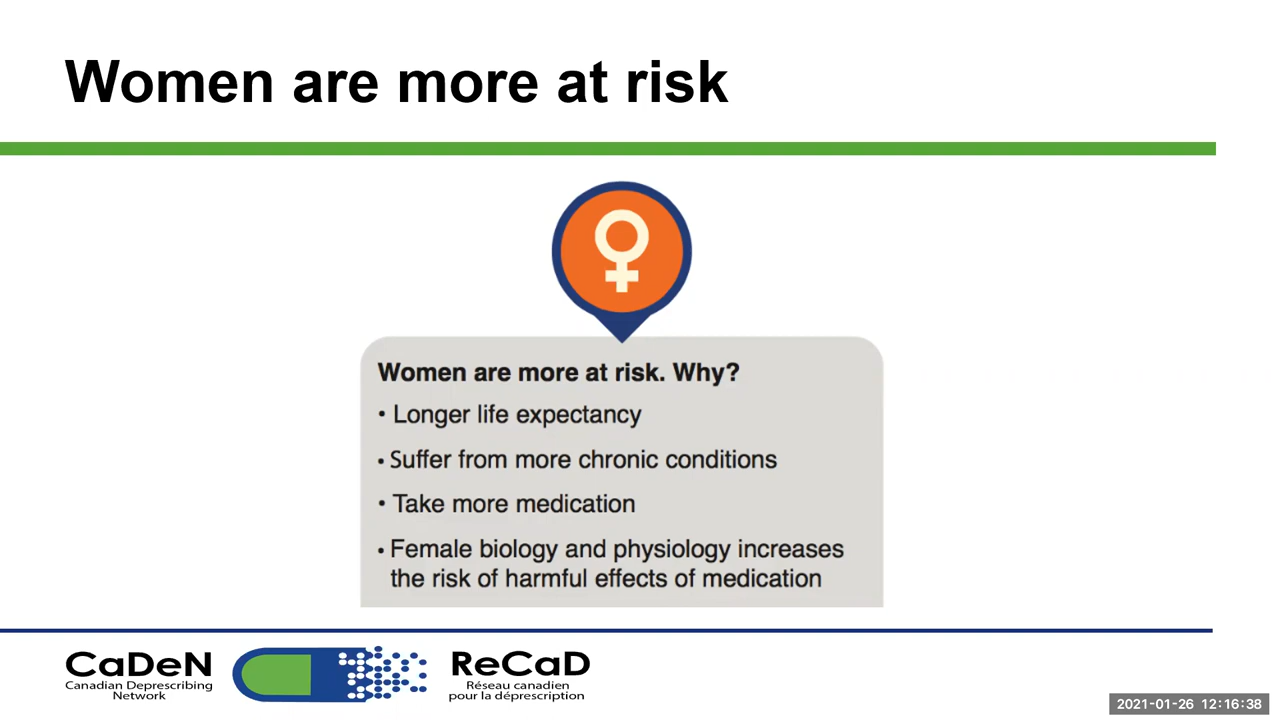 Women are more at risk
Women are more at risk. Why?
• Longer life expectancy
• Suffer from more chronic conditions
• Take more medication
• Female biology and physiology increases
the risk of harmful effects of medication
CaDeN
Canadian Deprescribing
Network
ReCaD
Réseau canadien
pour la déprescription
2021-01-26 12:16:38